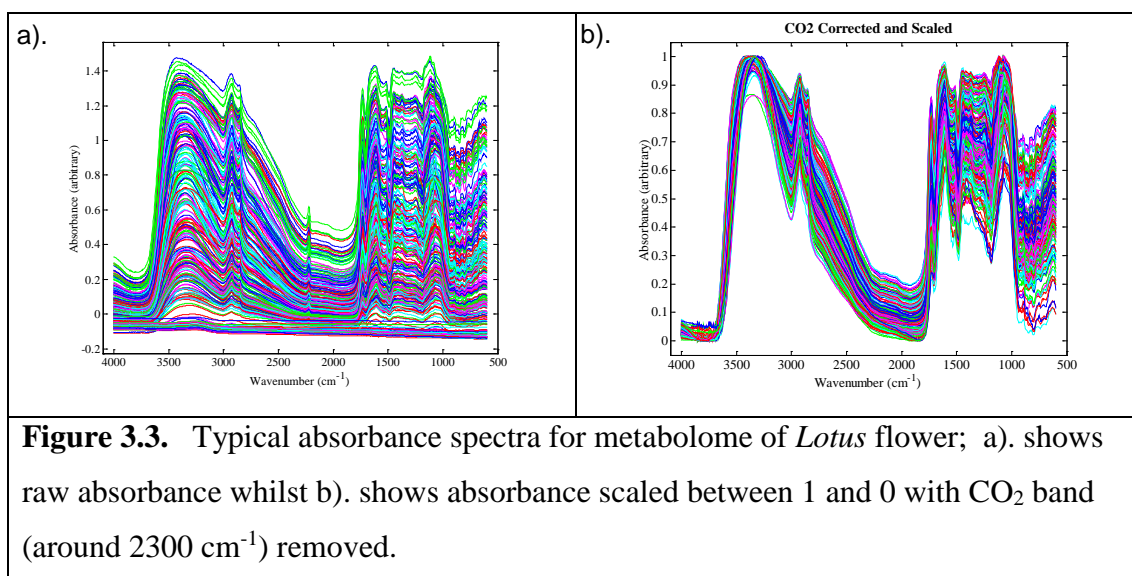 a).
1.4
1.2
1
0.8
0.6
0.4
0.2
0
-0.2
Absorbance (arbitrary)
4000 3500 3000 2500 2000 1500 1000 500
Wavenumber (cm⁻¹)
b).
CO2 Corrected and Scaled
1
0.9
0.8
0.7
0.6
0.5
0.4
0.3
0.2
0.1
0
Absorbance (arbitrary)
4000 3500 3000 2500 2000 1500 1000 500
Wavenumber (cm⁻¹)
Figure 3.3. Typical absorbance spectra for metabolome of Lotus flower; a). shows
raw absorbance whilst b). shows absorbance scaled between 1 and 0 with CO₂ band
(around 2300 cm⁻¹) removed.